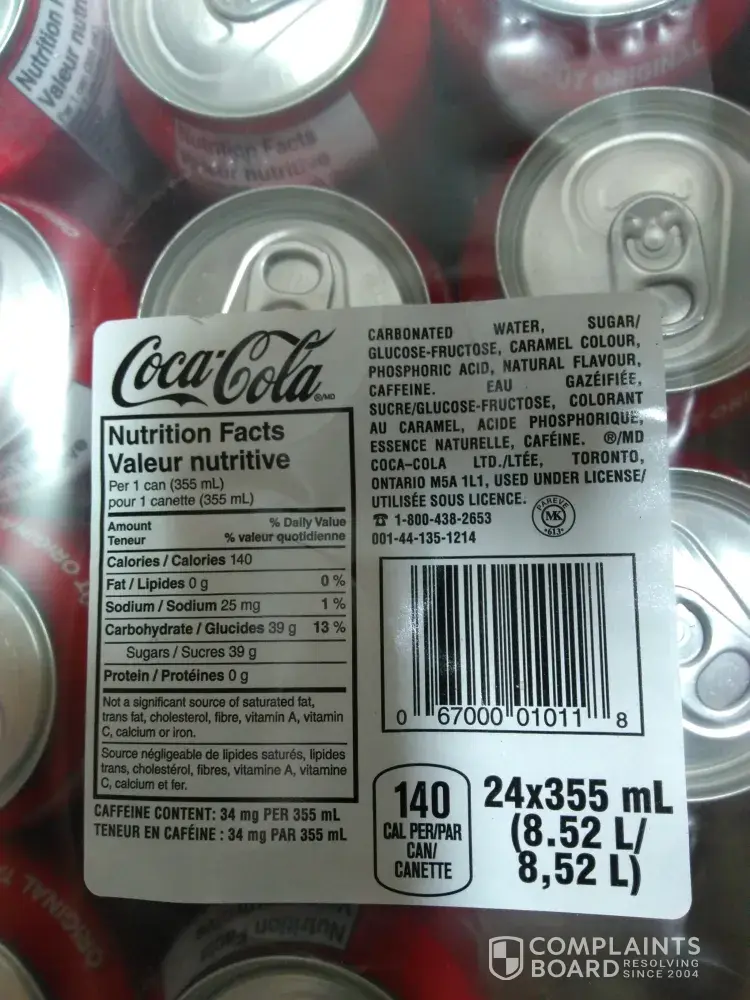 Nutrition F
Valeur nutri
Nutrition Facts
Valeur nutritive
OUT ORIGINAL
Coca-Cola ®/MD
Nutrition Facts
Valeur nutritive
Per 1 can (355 mL)
pour 1 canette (355 mL)
Amount % Daily Value
Teneur % valeur quotidienne
Calories / Calories 140
Fat / Lipides 0 g 0 %
Sodium / Sodium 25 mg 1 %
Carbohydrate / Glucides 39 g 13 %
Sugars / Sucres 39 g
Protein / Protéines 0 g
Not a significant source of saturated fat,
trans fat, cholesterol, fibre, vitamin A, vitamin
C, calcium or iron.
Source négligeable de lipides saturés, lipides
trans, cholestérol, fibres, vitamine A, vitamine
C, calcium et fer.
CAFFEINE CONTENT: 34 mg PER 355 mL
TENEUR EN CAFÉINE : 34 mg PAR 355 mL
CARBONATED WATER, SUGAR/
GLUCOSE-FRUCTOSE, CARAMEL COLOUR,
PHOSPHORIC ACID, NATURAL FLAVOUR,
CAFFEINE. EAU GAZÉIFIÉE,
SUCRE/GLUCOSE-FRUCTOSE, COLORANT
AU CARAMEL, ACIDE PHOSPHORIQUE,
ESSENCE NATURELLE, CAFÉINE. ®/MD
COCA-COLA LTD./LTÉE, TORONTO,
ONTARIO M5A 1L1, USED UNDER LICENSE/
UTILISÉE SOUS LICENCE.
☎ 1-800-438-2653
001-44-135-1214
PAREVE
MK
•613•
0 67000 01011 8
140
CAL PER/PAR
CAN/
CANETTE
24x355 mL
(8.52 L/
8,52 L)
ORIGINAL T
Nutrition
COMPLAINTS
BOARD RESOLVING
SINCE 2004